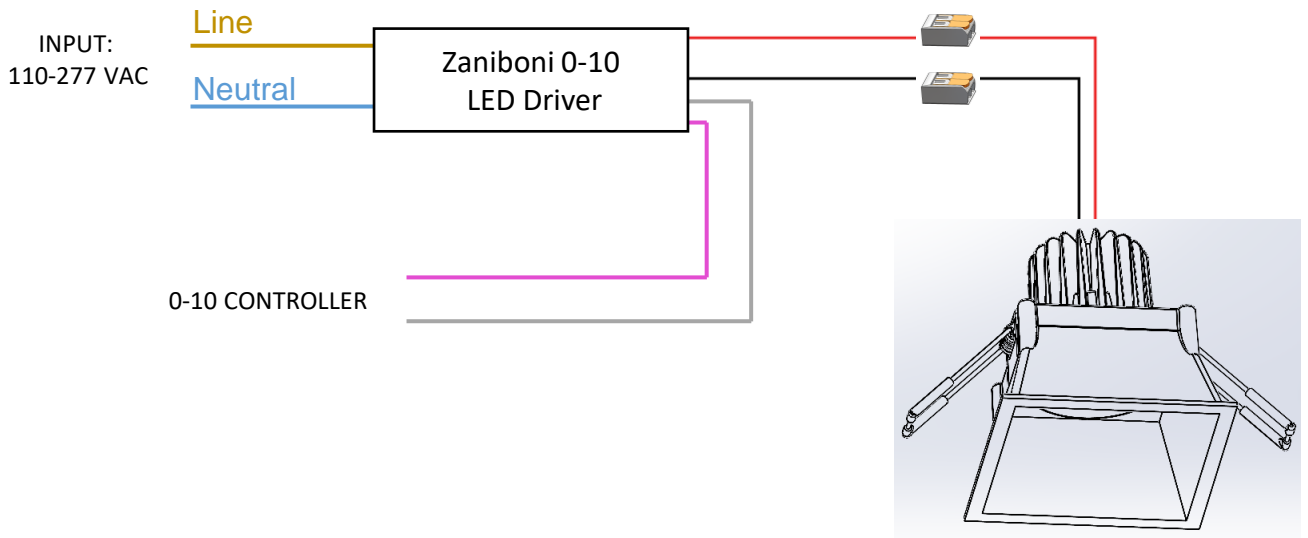 Line
INPUT:
110-277 VAC
Neutral
Zaniboni 0-10
LED Driver
0-10 CONTROLLER